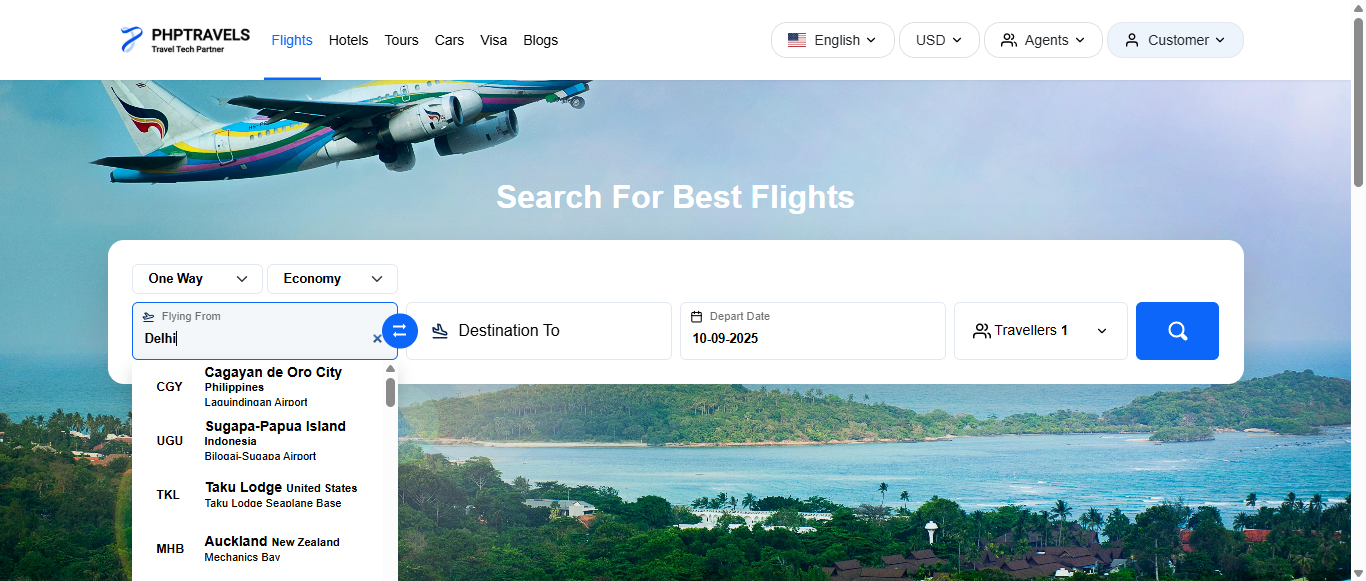 PHPTRAVELS
Travel Tech Partner
Flights Hotels Tours Cars Visa Blogs
English USD Agents Customer
Search For Best Flights
One Way Economy
Flying From
Delhi
Destination To
Depart Date
10-09-2025
Travellers 1
CGY
Cagayan de Oro City
Philippines
Laguindingan Airport
UGU
Sugapa-Papua Island
Indonesia
Bilogai-Sugapa Airport
TKL
Taku Lodge United States
Taku Lodge Seaplane Base
MHB
Auckland New Zealand
Mechanics Bay